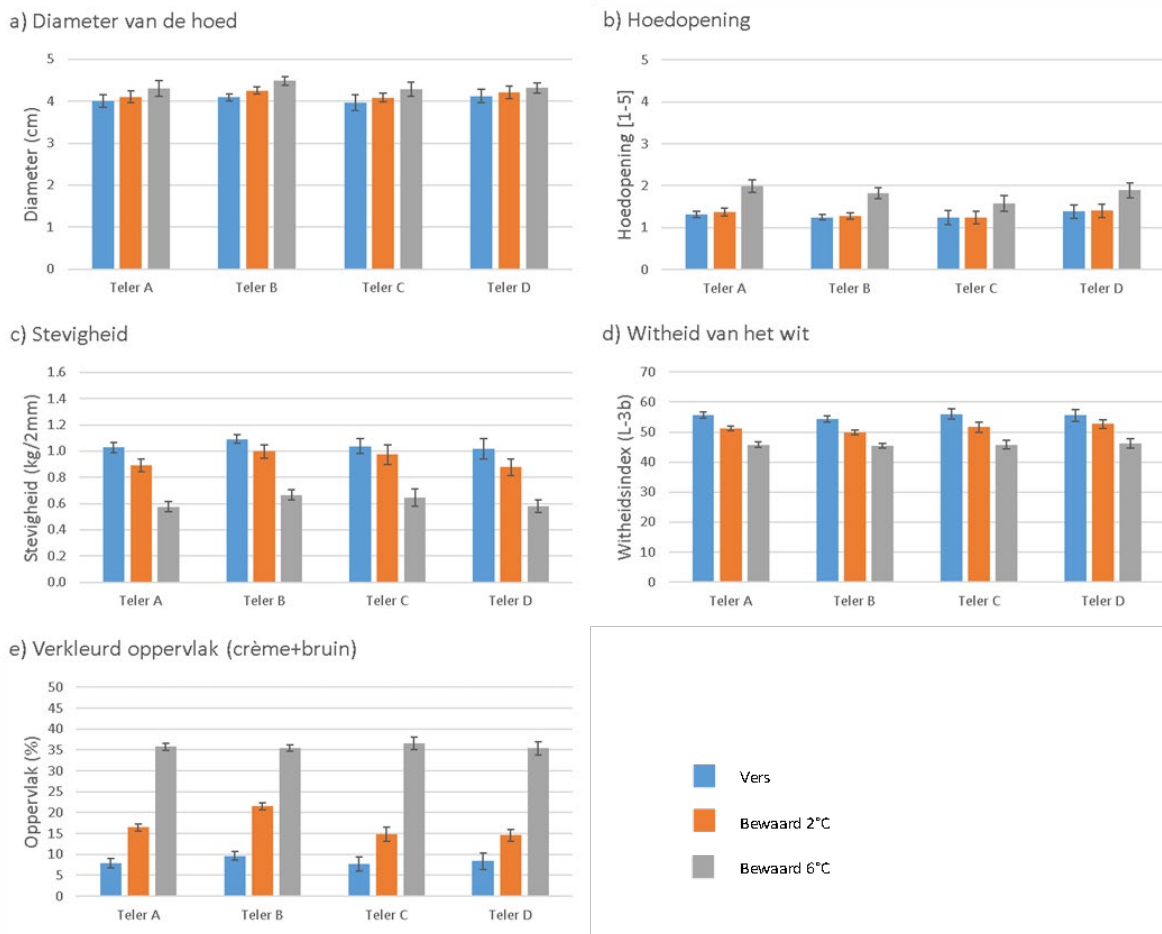 a) Diameter van de hoed
5
4
3
2
1
0
Diameter (cm)
Teler A Teler B Teler C Teler D
b) Hoedopening
5
4
3
2
1
0
Hoedopening [1-5]
Teler A Teler B Teler C Teler D
c) Stevigheid
1.6
1.4
1.2
1.0
0.8
0.6
0.4
0.2
0.0
Stevigheid (kg/2mm)
Teler A Teler B Teler C Teler D
d) Witheid van het wit
70
60
50
40
30
20
10
0
Witheidsindex (L-3b)
Teler A Teler B Teler C Teler D
e) Verkleurd oppervlak (crème+bruin)
50
45
40
35
30
25
20
15
10
5
0
Oppervlak (%)
Teler A Teler B Teler C Teler D
Vers
Bewaard 2°C
Bewaard 6°C